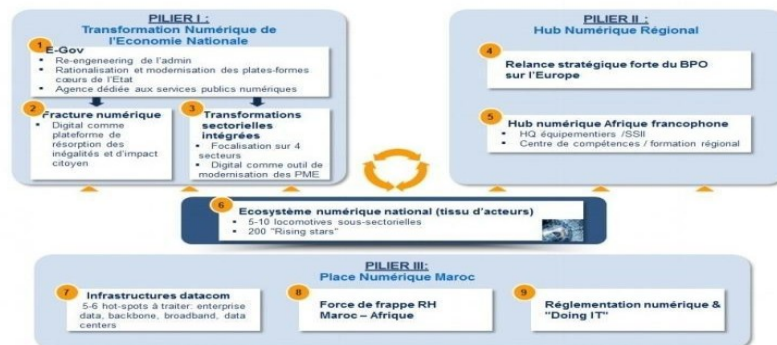 PILIER I :
Transformation Numérique de
l'Economie Nationale
1
E-Gov
• Re-engeneering de l'admin
• Rationalisation et modernisation des plates-formes
cœurs de l'Etat
• Agence dédiée aux services publics numériques
2
Fracture numérique
• Digital comme
plateforme de
résorption des
inégalités et d'impact
citoyen
3
Transformations
sectorielles
intégrées
• Focalisation sur 4
secteurs
• Digital comme outil de
modernisation des PME
PILIER II :
Hub Numérique Régional
4
Relance stratégique forte du BPO
sur l'Europe
5
Hub numérique Afrique francophone
• HQ équipementiers /SSII
• Centre de compétences / formation régional
6
Ecosystème numérique national (tissu d'acteurs)
• 5-10 locomotives sous-sectorielles
• 200 "Rising stars"
PILIER III:
Place Numérique Maroc
7
Infrastructures datacom
5-6 hot-spots à traiter: enterprise
data, backbone, broadband, data
centers
8
Force de frappe RH
Maroc – Afrique
9
Réglementation numérique &
"Doing IT"